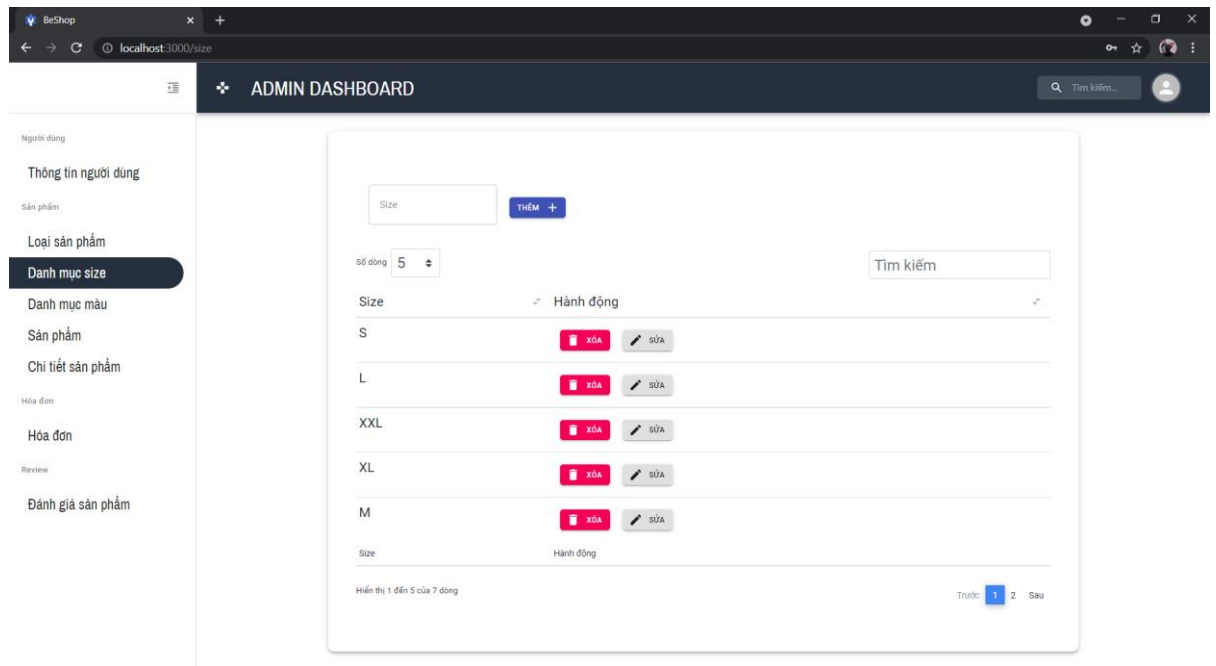 BeShop
localhost:3000/size
ADMIN DASHBOARD
Tìm kiếm...
Người dùng
Thông tin người dùng
Sản phẩm
Loại sản phẩm
Danh mục size
Danh mục màu
Sản phẩm
Chi tiết sản phẩm
Hóa đơn
Hóa đơn
Review
Đánh giá sản phẩm
Size
THÊM
Số dòng 5
Tìm kiếm
Size Hành động
S XÓA SỬA
L XÓA SỬA
XXL XÓA SỬA
XL XÓA SỬA
M XÓA SỬA
Size Hành động
Hiển thị 1 đến 5 của 7 dòng
Trước 1 2 Sau